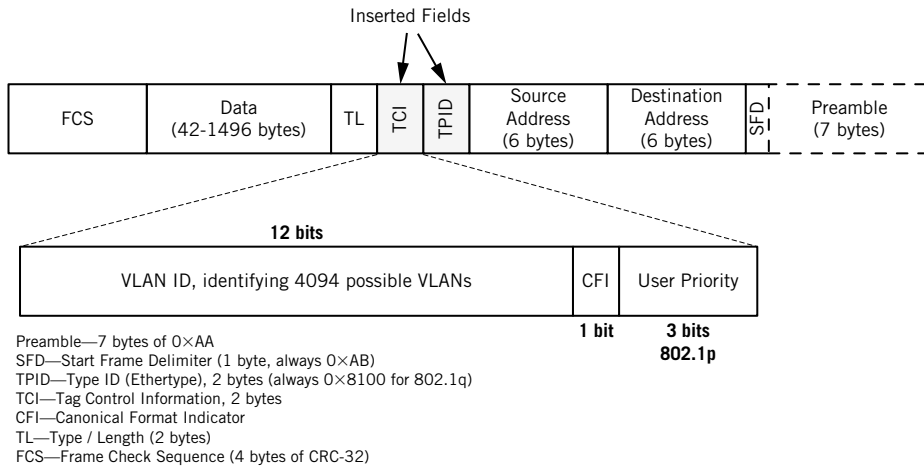 Inserted Fields
FCS
Data
(42-1496 bytes)
TL
TCI
TPID
Source
Address
(6 bytes)
Destination
Address
(6 bytes)
SFD
Preamble
(7 bytes)
12 bits
VLAN ID, identifying 4094 possible VLANs
CFI
User Priority
1 bit
3 bits
802.1p
Preamble—7 bytes of 0×AA
SFD—Start Frame Delimiter (1 byte, always 0×AB)
TPID—Type ID (Ethertype), 2 bytes (always 0×8100 for 802.1q)
TCI—Tag Control Information, 2 bytes
CFI—Canonical Format Indicator
TL—Type / Length (2 bytes)
FCS—Frame Check Sequence (4 bytes of CRC-32)